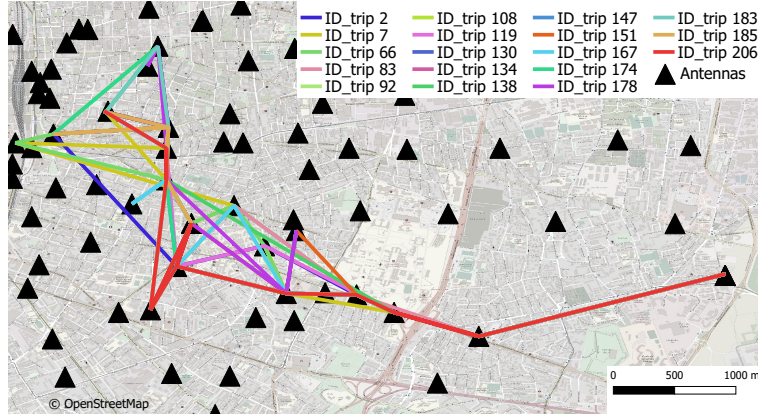 ID_trip 2 ID_trip 108 ID_trip 147 ID_trip 183
ID_trip 7 ID_trip 119 ID_trip 151 ID_trip 185
ID_trip 66 ID_trip 130 ID_trip 167 ID_trip 206
ID_trip 83 ID_trip 134 ID_trip 174 Antennas
ID_trip 92 ID_trip 138 ID_trip 178
0 500 1000 m
© OpenStreetMap